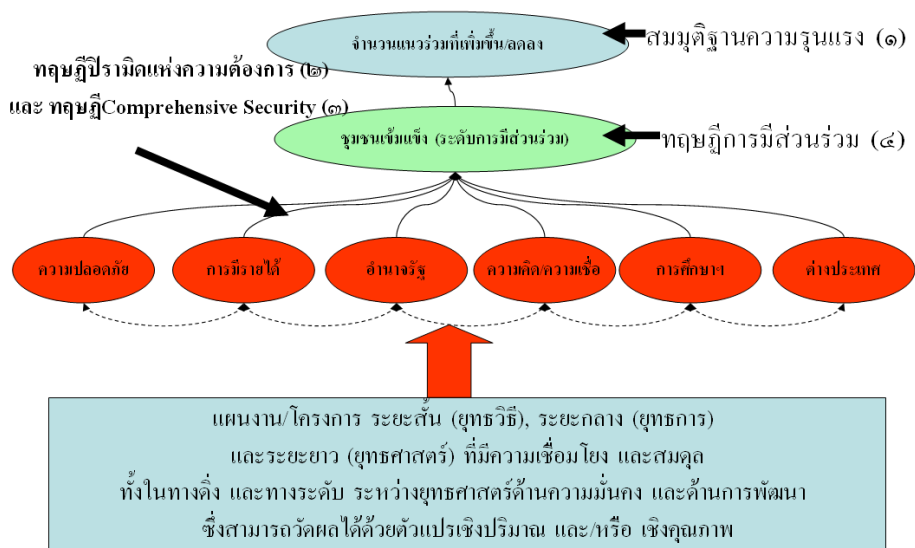 จำนวนแนวร่วมที่เพิ่มขึ้น/ลดลง
สมมุติฐานความรุนแรง (๑)
ทฤษฏีปิรามิดแห่งความต้องการ (๒)
และ ทฤษฏีComprehensive Security (๓)
ชุมชนเข้มแข็ง (ระดับการมีส่วนร่วม)
ทฤษฏีการมีส่วนร่วม (๔)
ความปลอดภัย
การมีรายได้
อำนาจรัฐ
ความคิด/ความเชื่อ
การศึกษาฯ
ต่างประเทศ
แผนงาน/โครงการ ระยะสั้น (ยุทธวิธี), ระยะกลาง (ยุทธการ)
และระยะยาว (ยุทธศาสตร์) ที่มีความเชื่อมโยง และสมดุล
ทั้งในทางดิ่ง และทางระดับ ระหว่างยุทธศาสตร์ด้านความมั่นคง และด้านการพัฒนา
ซึ่งสามารถวัดผลได้ด้วยตัวแปรเชิงปริมาณ และ/หรือ เชิงคุณภาพ